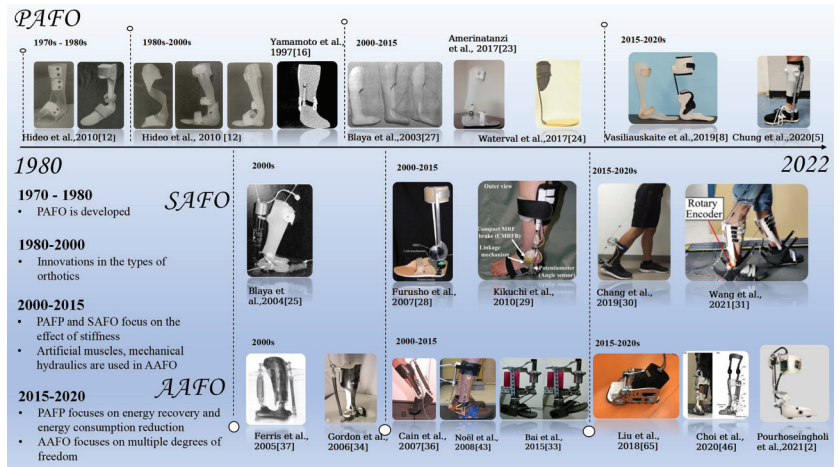 PAFO
1970s - 1980s
1980s-2000s
Yamamoto et al.,
1997[16]
2000-2015
Amerinatanzi
et al., 2017[23]
2015-2020s
Hideo et al.,2010[12]
Hideo et al., 2010 [12]
Blaya et al.,2003[27]
Waterval et al.,2017[24]
Vasiliauskaite et al.,2019[8]
Chung et al.,2020[5]
1980
2022
1970 - 1980
• PAFO is developed
1980-2000
• Innovations in the types of
orthotics
2000-2015
• PAFP and SAFO focus on the
effect of stiffness
• Artificial muscles, mechanical
hydraulics are used in AAFO
2015-2020
• PAFP focuses on energy recovery and
energy consumption reduction
• AAFO focuses on multiple degrees of
freedom
SAFO
2000s
Blaya et
al.,2004[25]
2000-2015
Furusho et al.,
2007[28]
Outer view
Compact MRF
brake (CMRFB)
Linkage
mechanism
Potentiometer
(Angle sensor)
Kikuchi et al.,
2010[29]
2015-2020s
Chang et al.,
2019[30]
Rotary
Encoder
Wang et al.,
2021[31]
AAFO
2000s
Ferris et al.,
2005[37]
Gordon et al.,
2006[34]
2000-2015
Cain et al.,
2007[36]
Noël et al.,
2008[43]
Bai et al.,
2015[33]
2015-2020s
Liu et al.,
2018[65]
Choi et al.,
2020[46]
Pourhoseingholi
et al.,2021[2]